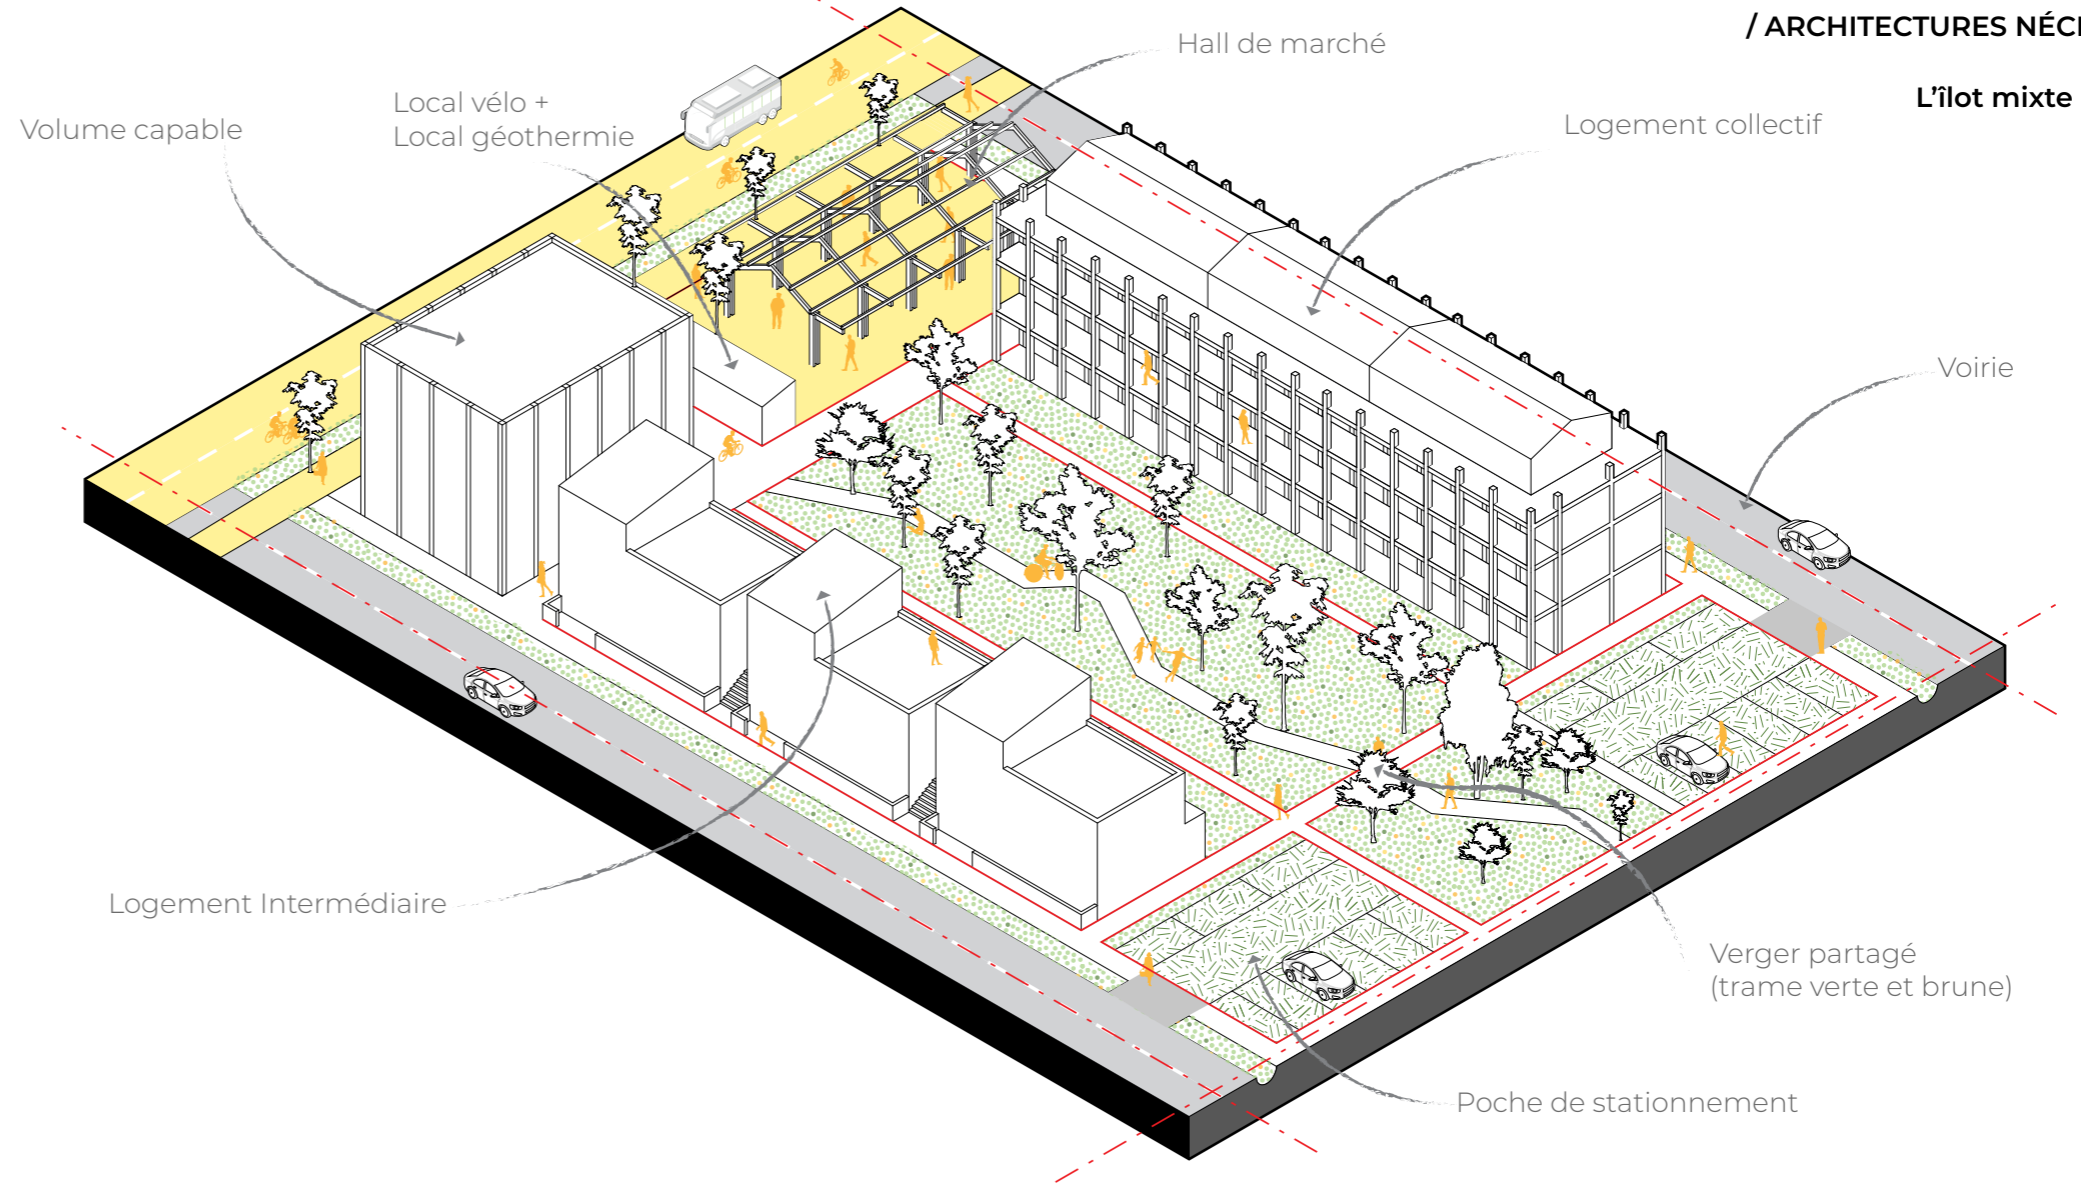 / ARCHITECTURES
L'îlot mixte
Hall de marché
Local vélo +
Local géothermie
Volume capable
Logement collectif
Voirie
Logement Intermédiaire
Verger partagé
(trame verte et brune)
Poche de stationnement